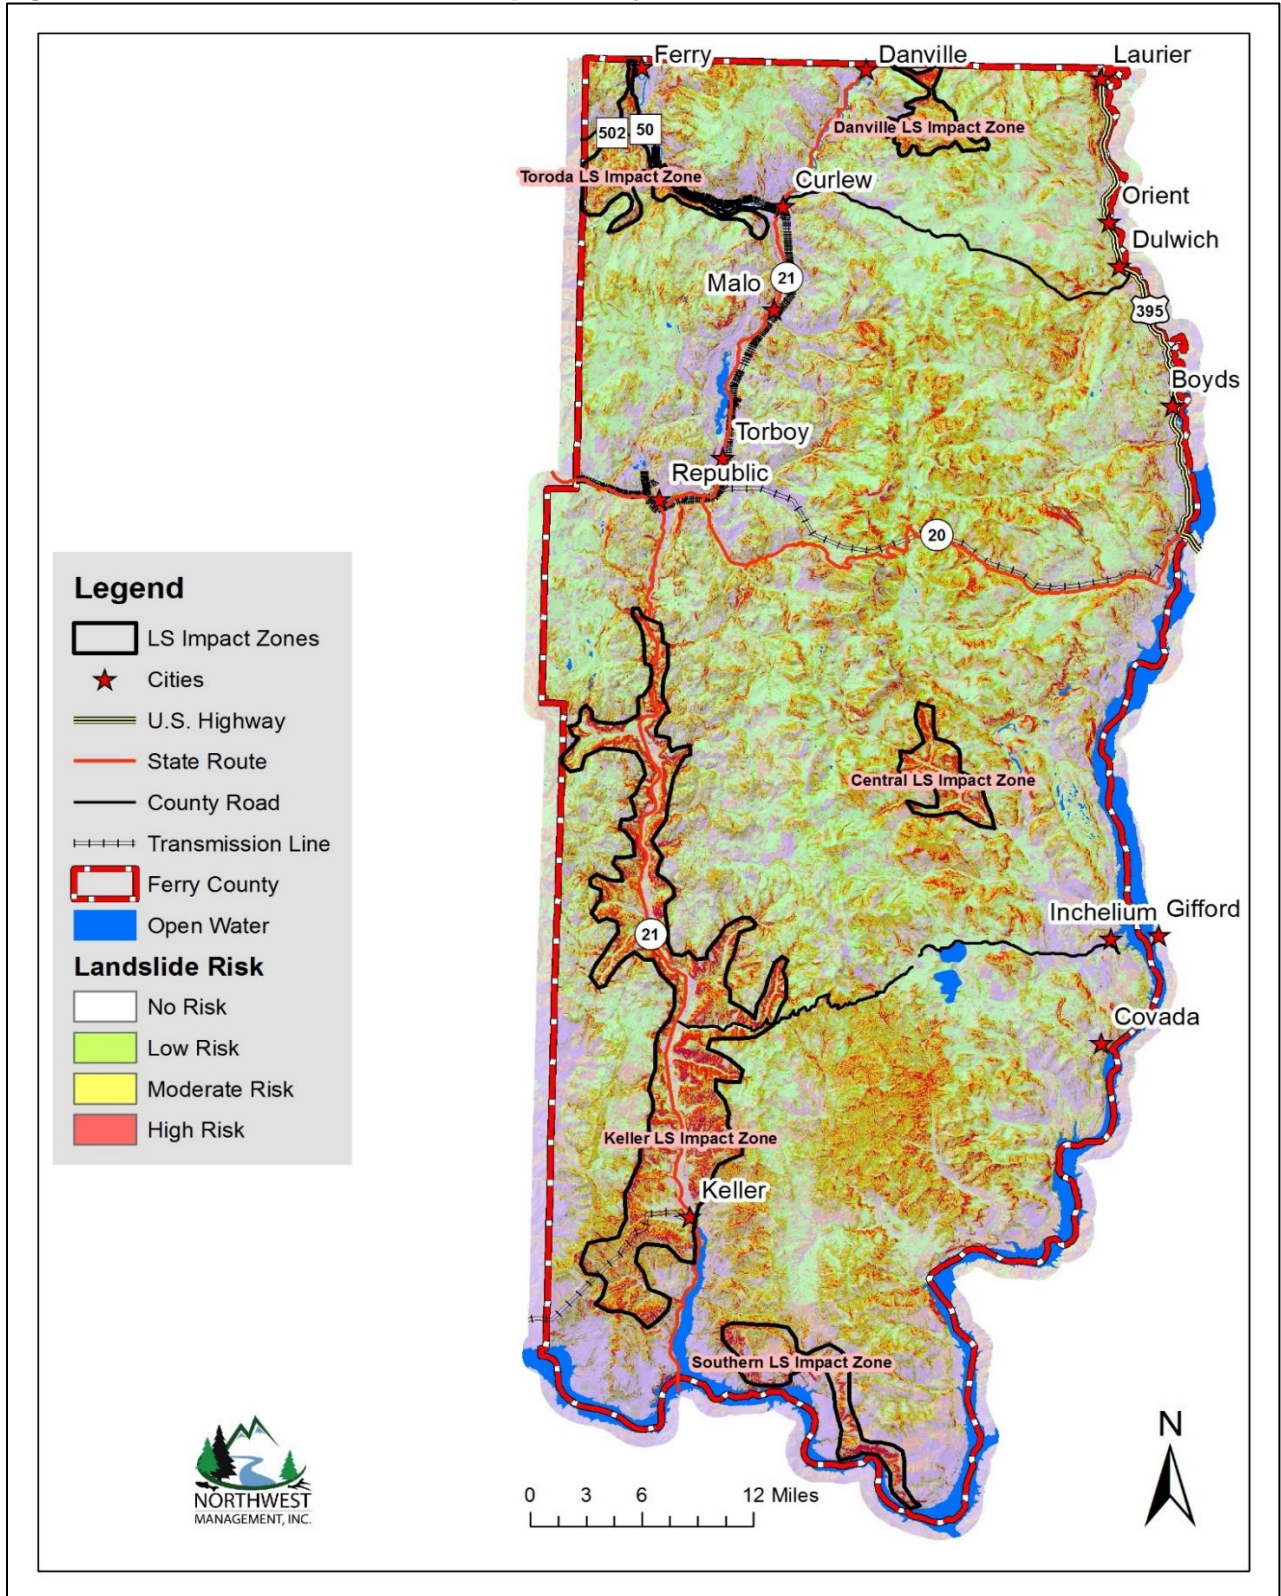 Ferry
Danville
Laurier
502
50
Danville LS Impact Zone
Toroda LS Impact Zone
Curlew
Orient
Dulwich
Malo
21
395
Boyds
Torboy
Republic
20
Legend
LS Impact Zones
Cities
U.S. Highway
State Route
County Road
Transmission Line
Ferry County
Open Water
Landslide Risk
No Risk
Low Risk
Moderate Risk
High Risk
Central LS Impact Zone
21
Inchelium
Gifford
Covada
Keller LS Impact Zone
Keller
Southern LS Impact Zone
NORTHWEST
MANAGEMENT, INC.
0 3 6 12 Miles
N